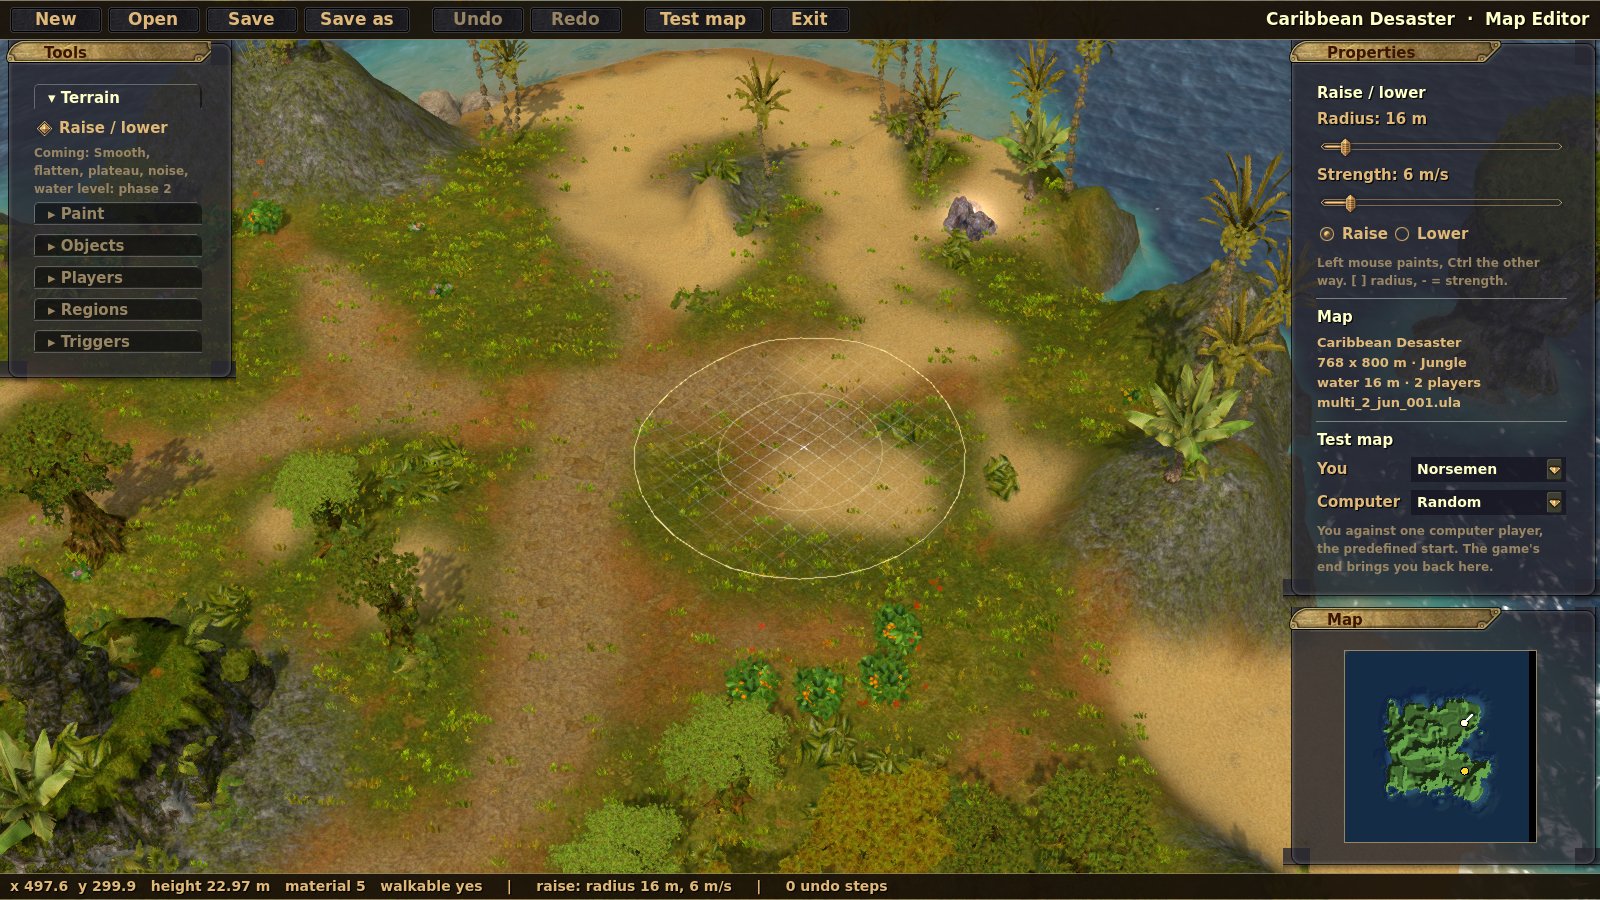 New Open Save Save as Undo Redo Test map Exit Caribbean Desaster · Map Editor
Tools
▾ Terrain
Raise / lower
Coming: Smooth,
flatten, plateau, noise,
water level: phase 2
▸ Paint
▸ Objects
▸ Players
▸ Regions
▸ Triggers
Properties
Raise / lower
Radius: 16 m
Strength: 6 m/s
Raise Lower
Left mouse paints, Ctrl the other
way. [ ] radius, - = strength.
Map
Caribbean Desaster
768 x 800 m · Jungle
water 16 m · 2 players
multi_2_jun_001.ula
Test map
You Norsemen
Computer Random
You against one computer player,
the predefined start. The game's
end brings you back here.
Map
x 497.6 y 299.9 height 22.97 m material 5 walkable yes | raise: radius 16 m, 6 m/s | 0 undo steps